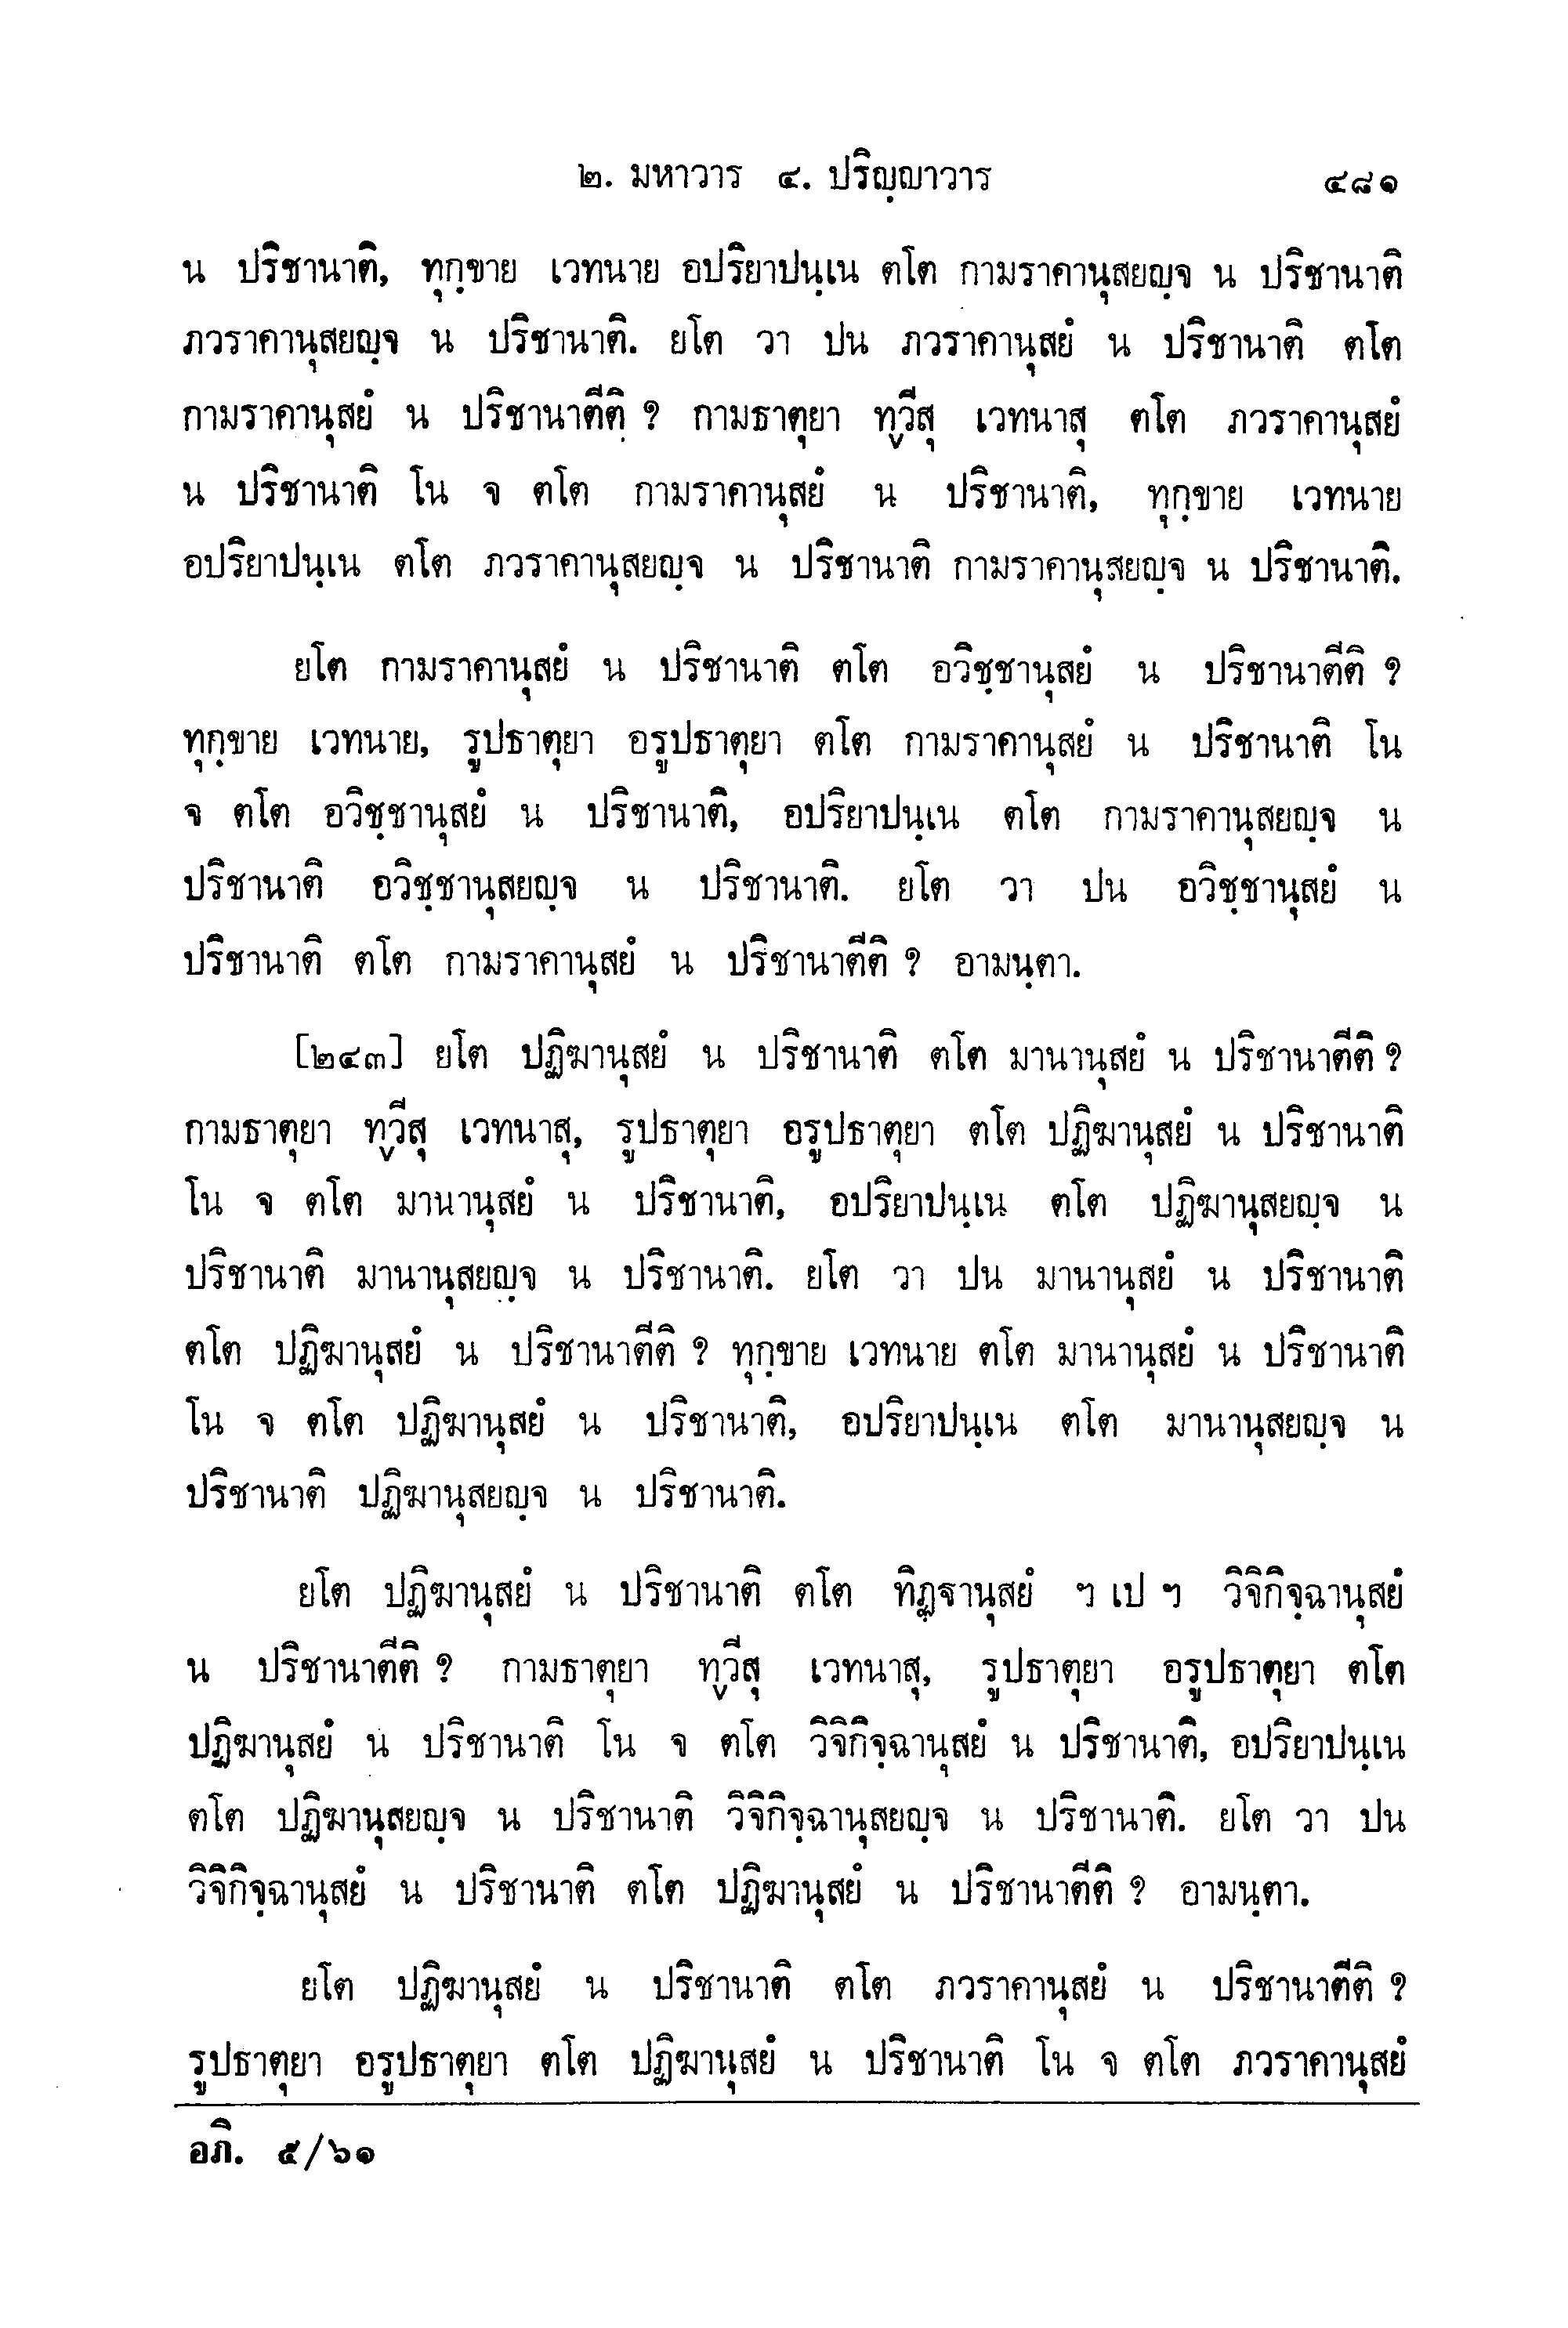 ๒. มหาวาร ๔. ปริญฺญาวาร ๔๘๑
น ปริชานาติ, ทุกฺขาย เวทนาย อปริยาปนฺเน ตโต กามราคานุสยญฺจ น ปริชานาติ
ภวราคานุสยญฺจ น ปริชานาติ. ยโต วา ปน ภวราคานุสยํ น ปริชานาติ ตโต
กามราคานุสยํ น ปริชานาตีติ ? กามธาตุยา ทฺวีสุ เวทนาสุ ตโต ภวราคานุสยํ
น ปริชานาติ โน จ ตโต กามราคานุสยํ น ปริชานาติ, ทุกฺขาย เวทนาย
อปริยาปนฺเน ตโต ภวราคานุสยญฺจ น ปริชานาติ กามราคานุสยญฺจ น ปริชานาติ.
ยโต กามราคานุสยํ น ปริชานาติ ตโต อวิชฺชานุสยํ น ปริชานาตีติ ?
ทุกฺขาย เวทนาย, รูปธาตุยา อรูปธาตุยา ตโต กามราคานุสยํ น ปริชานาติ โน
จ ตโต อวิชฺชานุสยํ น ปริชานาติ, อปริยาปนฺเน ตโต กามราคานุสยญฺจ น
ปริชานาติ อวิชฺชานุสยญฺจ น ปริชานาติ. ยโต วา ปน อวิชฺชานุสยํ น
ปริชานาติ ตโต กามราคานุสยํ น ปริชานาตีติ ? อามนฺตา.
[๒๔๓] ยโต ปฏิฆานุสยํ น ปริชานาติ ตโต มานานุสยํ น ปริชานาตีติ ?
กามธาตุยา ทฺวีสุ เวทนาสุ, รูปธาตุยา อรูปธาตุยา ตโต ปฏิฆานุสยํ น ปริชานาติ
โน จ ตโต มานานุสยํ น ปริชานาติ, อปริยาปนฺเน ตโต ปฏิฆานุสยญฺจ น
ปริชานาติ มานานุสยญฺจ น ปริชานาติ. ยโต วา ปน มานานุสยํ น ปริชานาติ
ตโต ปฏิฆานุสยํ น ปริชานาตีติ ? ทุกฺขาย เวทนาย ตโต มานานุสยํ น ปริชานาติ
โน จ ตโต ปฏิฆานุสยํ น ปริชานาติ, อปริยาปนฺเน ตโต มานานุสยญฺจ น
ปริชานาติ ปฏิฆานุสยญฺจ น ปริชานาติ.
ยโต ปฏิฆานุสยํ น ปริชานาติ ตโต ทิฏฺฐานุสยํ ฯ เป ฯ วิจิกิจฺฉานุสยํ
น ปริชานาตีติ ? กามธาตุยา ทฺวีสุ เวทนาสุ, รูปธาตุยา อรูปธาตุยา ตโต
ปฏิฆานุสยํ น ปริชานาติ โน จ ตโต วิจิกิจฺฉานุสยํ น ปริชานาติ, อปริยาปนฺเน
ตโต ปฏิฆานุสยญฺจ น ปริชานาติ วิจิกิจฺฉานุสยญฺจ น ปริชานาติ. ยโต วา ปน
วิจิกิจฺฉานุสยํ น ปริชานาติ ตโต ปฏิฆานุสยํ น ปริชานาตีติ ? อามนฺตา.
ยโต ปฏิฆานุสยํ น ปริชานาติ ตโต ภวราคานุสยํ น ปริชานาตีติ ?
รูปธาตุยา อรูปธาตุยา ตโต ปฏิฆานุสยํ น ปริชานาติ โน จ ตโต ภวราคานุสยํ
อภิ. ๕/๖๑